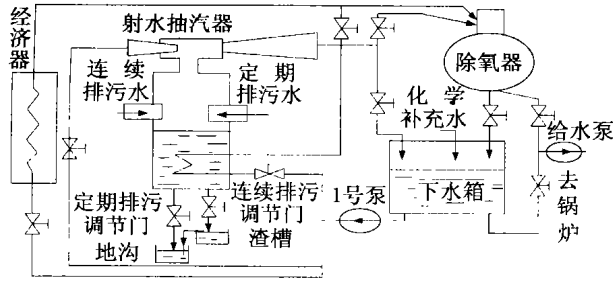 经济器
射水抽汽器
连续
排污水
定期
排污水
除氧器
化学
补充水
给水泵
定期排污
调节门
地沟
连续排污
调节门
渣槽
1号泵
下水箱
去锅炉